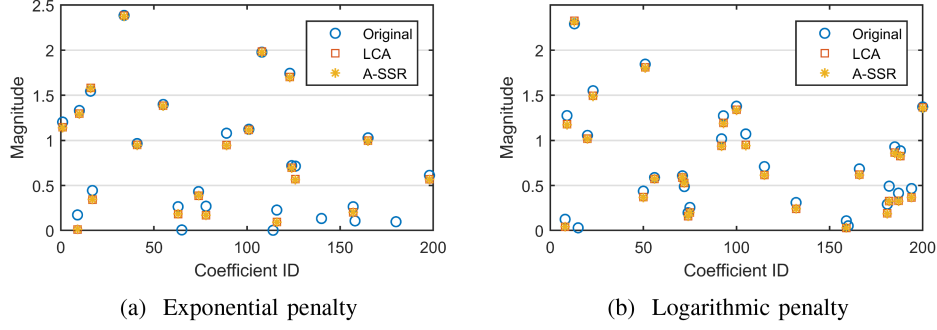 2.5
2
1.5
1
0.5
0
Magnitude
0 50 100 150 200
Coefficient ID
Original
LCA
A-SSR
(a) Exponential penalty
2
1.5
1
0.5
0
Magnitude
0 50 100 150 200
Coefficient ID
Original
LCA
A-SSR
(b) Logarithmic penalty